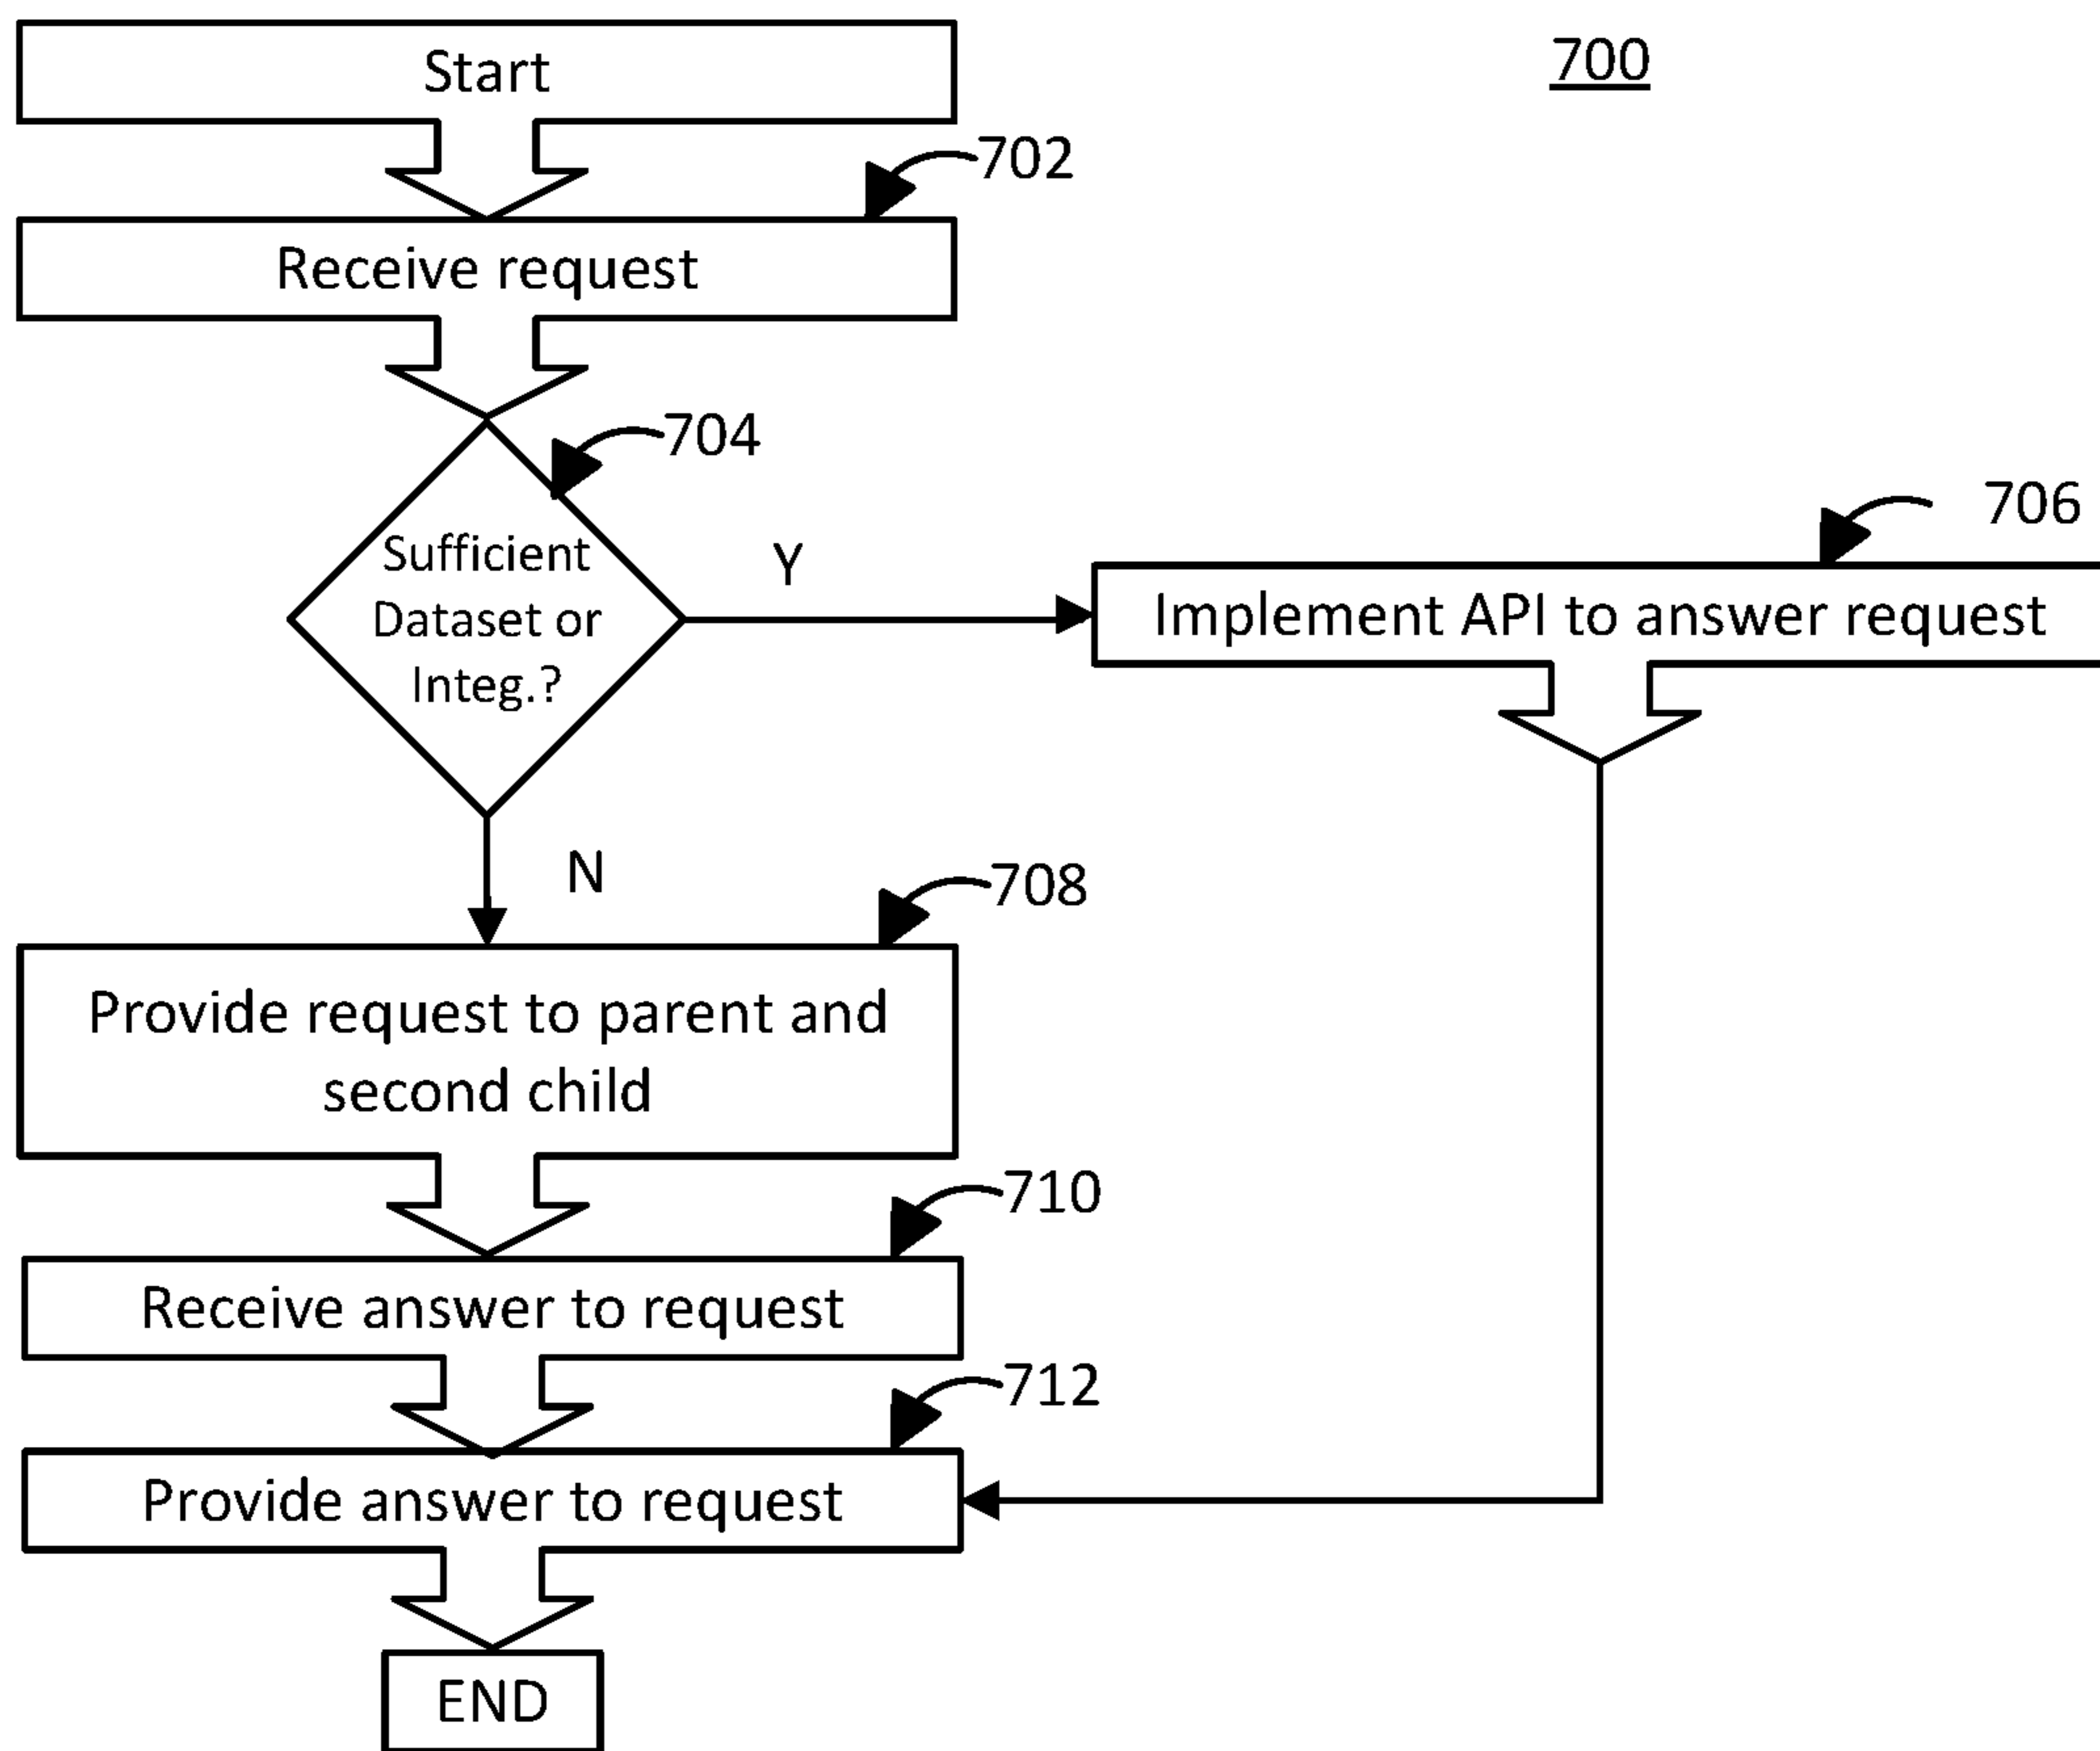 Start
700
702
Receive request
704
Sufficient
Dataset or
Integ.?
Y
706
Implement API to answer request
N
708
Provide request to parent and
second child
710
Receive answer to request
712
Provide answer to request
END